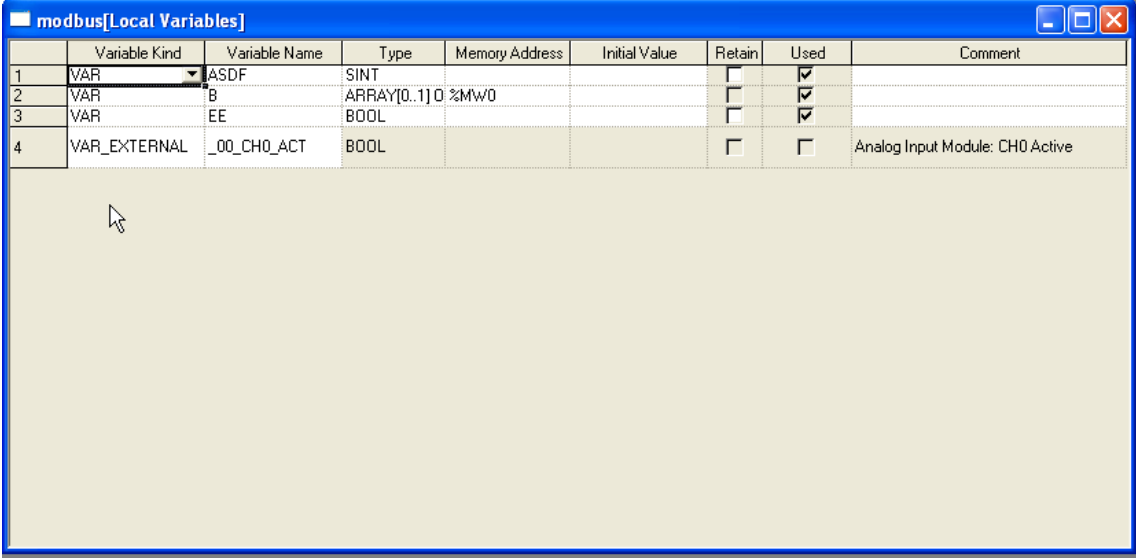 modbus[Local Variables]
Variable Kind Variable Name Type Memory Address Initial Value Retain Used Comment
1 VAR ASDF SINT
2 VAR B ARRAY[0..1] O %MW0
3 VAR EE BOOL
4 VAR_EXTERNAL _00_CH0_ACT BOOL Analog Input Module: CH0 Active